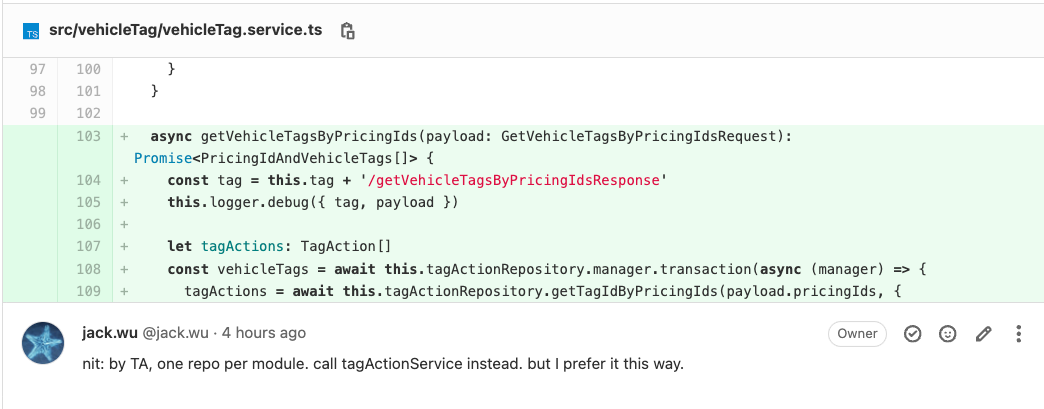 TS src/vehicleTag/vehicleTag.service.ts
97 100 }
98 101 }
99 102
103 + async getVehicleTagsByPricingIds(payload: GetVehicleTagsByPricingIdsRequest):
Promise<PricingIdAndVehicleTags[]> {
104 + const tag = this.tag + '/getVehicleTagsByPricingIdsResponse'
105 + this.logger.debug({ tag, payload })
106 +
107 + let tagActions: TagAction[]
108 + const vehicleTags = await this.tagActionRepository.manager.transaction(async (manager) => {
109 + tagActions = await this.tagActionRepository.getTagIdByPricingIds(payload.pricingIds, {
jack.wu @jack.wu · 4 hours ago Owner
nit: by TA, one repo per module. call tagActionService instead. but I prefer it this way.